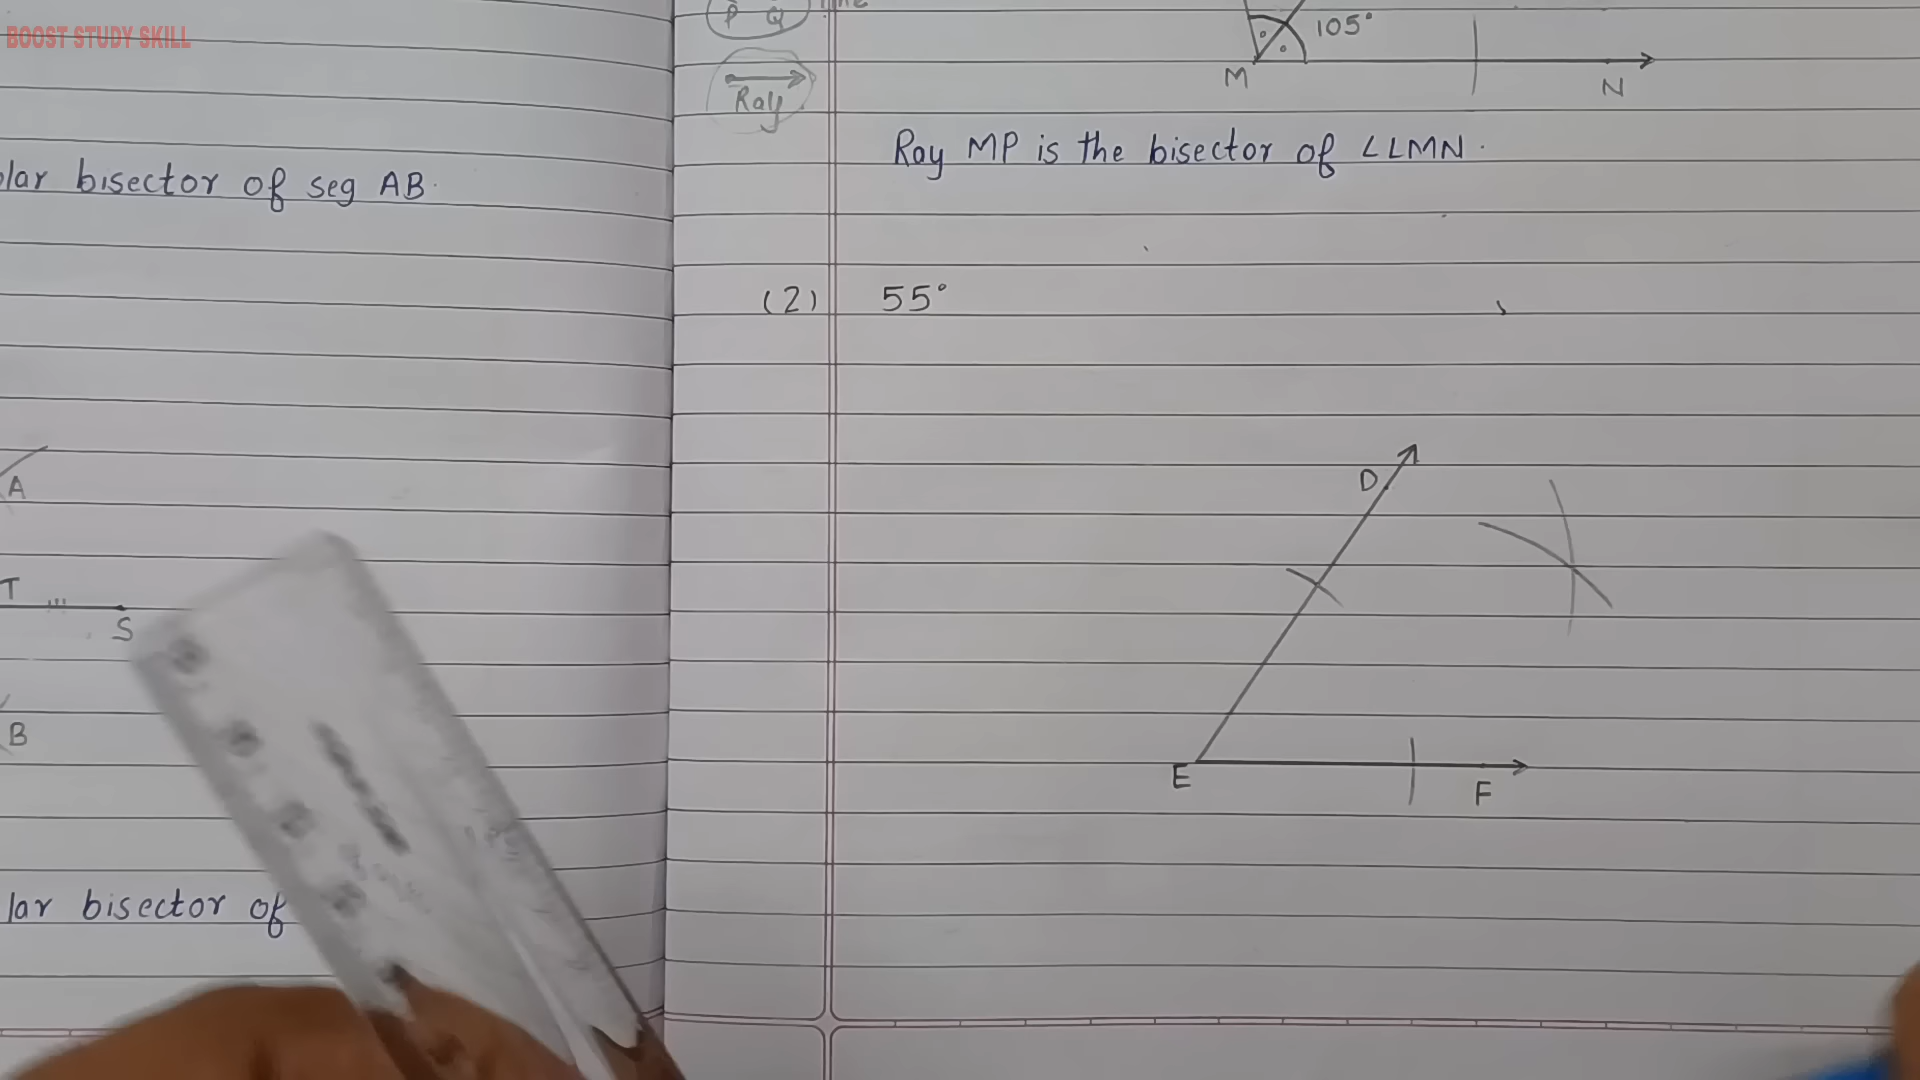 BOOST STUDY SKILL
lar bisector of seg AB.
A
T
S
B
lar bisector of
P Q
Ray
105°
M
N
Ray MP is the bisector of ∠LMN.
(2) 55°
D
E
F